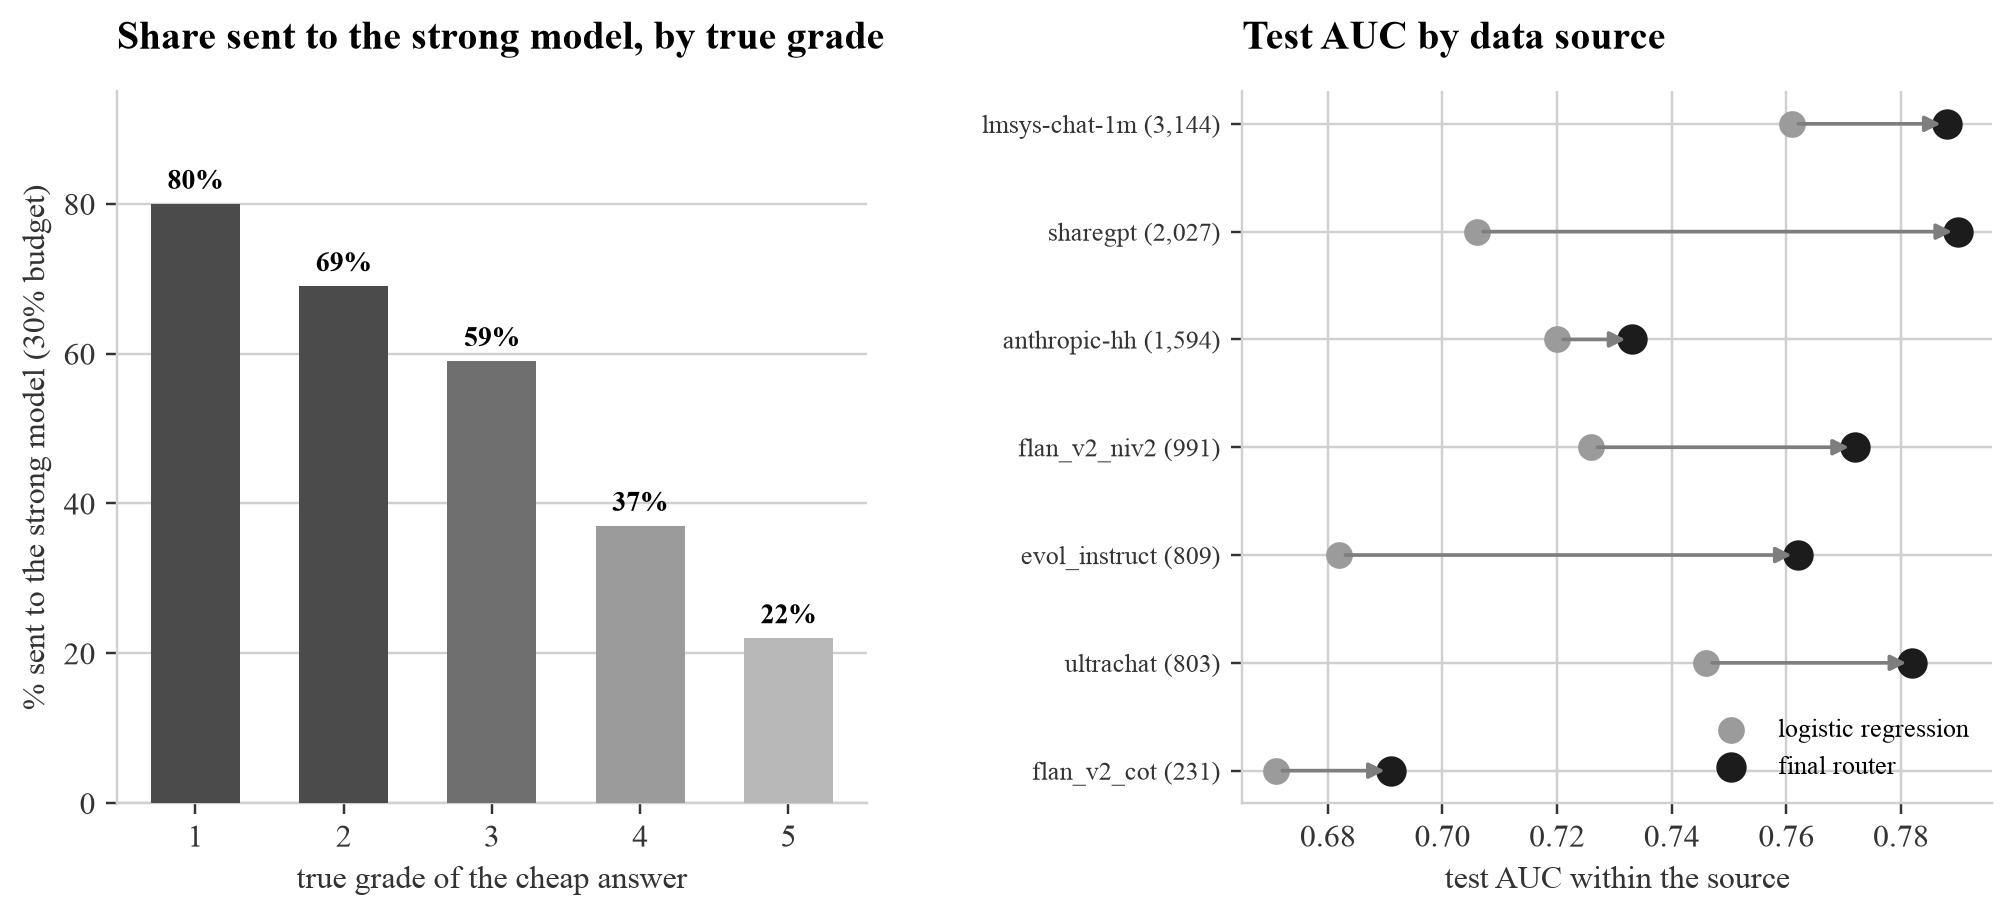 Share sent to the strong model, by true grade
% sent to the strong model (30% budget)
80
60
40
20
0
80%
69%
59%
37%
22%
1 2 3 4 5
true grade of the cheap answer
Test AUC by data source
lmsys-chat-1m (3,144)
sharegpt (2,027)
anthropic-hh (1,594)
flan_v2_niv2 (991)
evol_instruct (809)
ultrachat (803)
flan_v2_cot (231)
logistic regression
final router
0.68 0.70 0.72 0.74 0.76 0.78
test AUC within the source